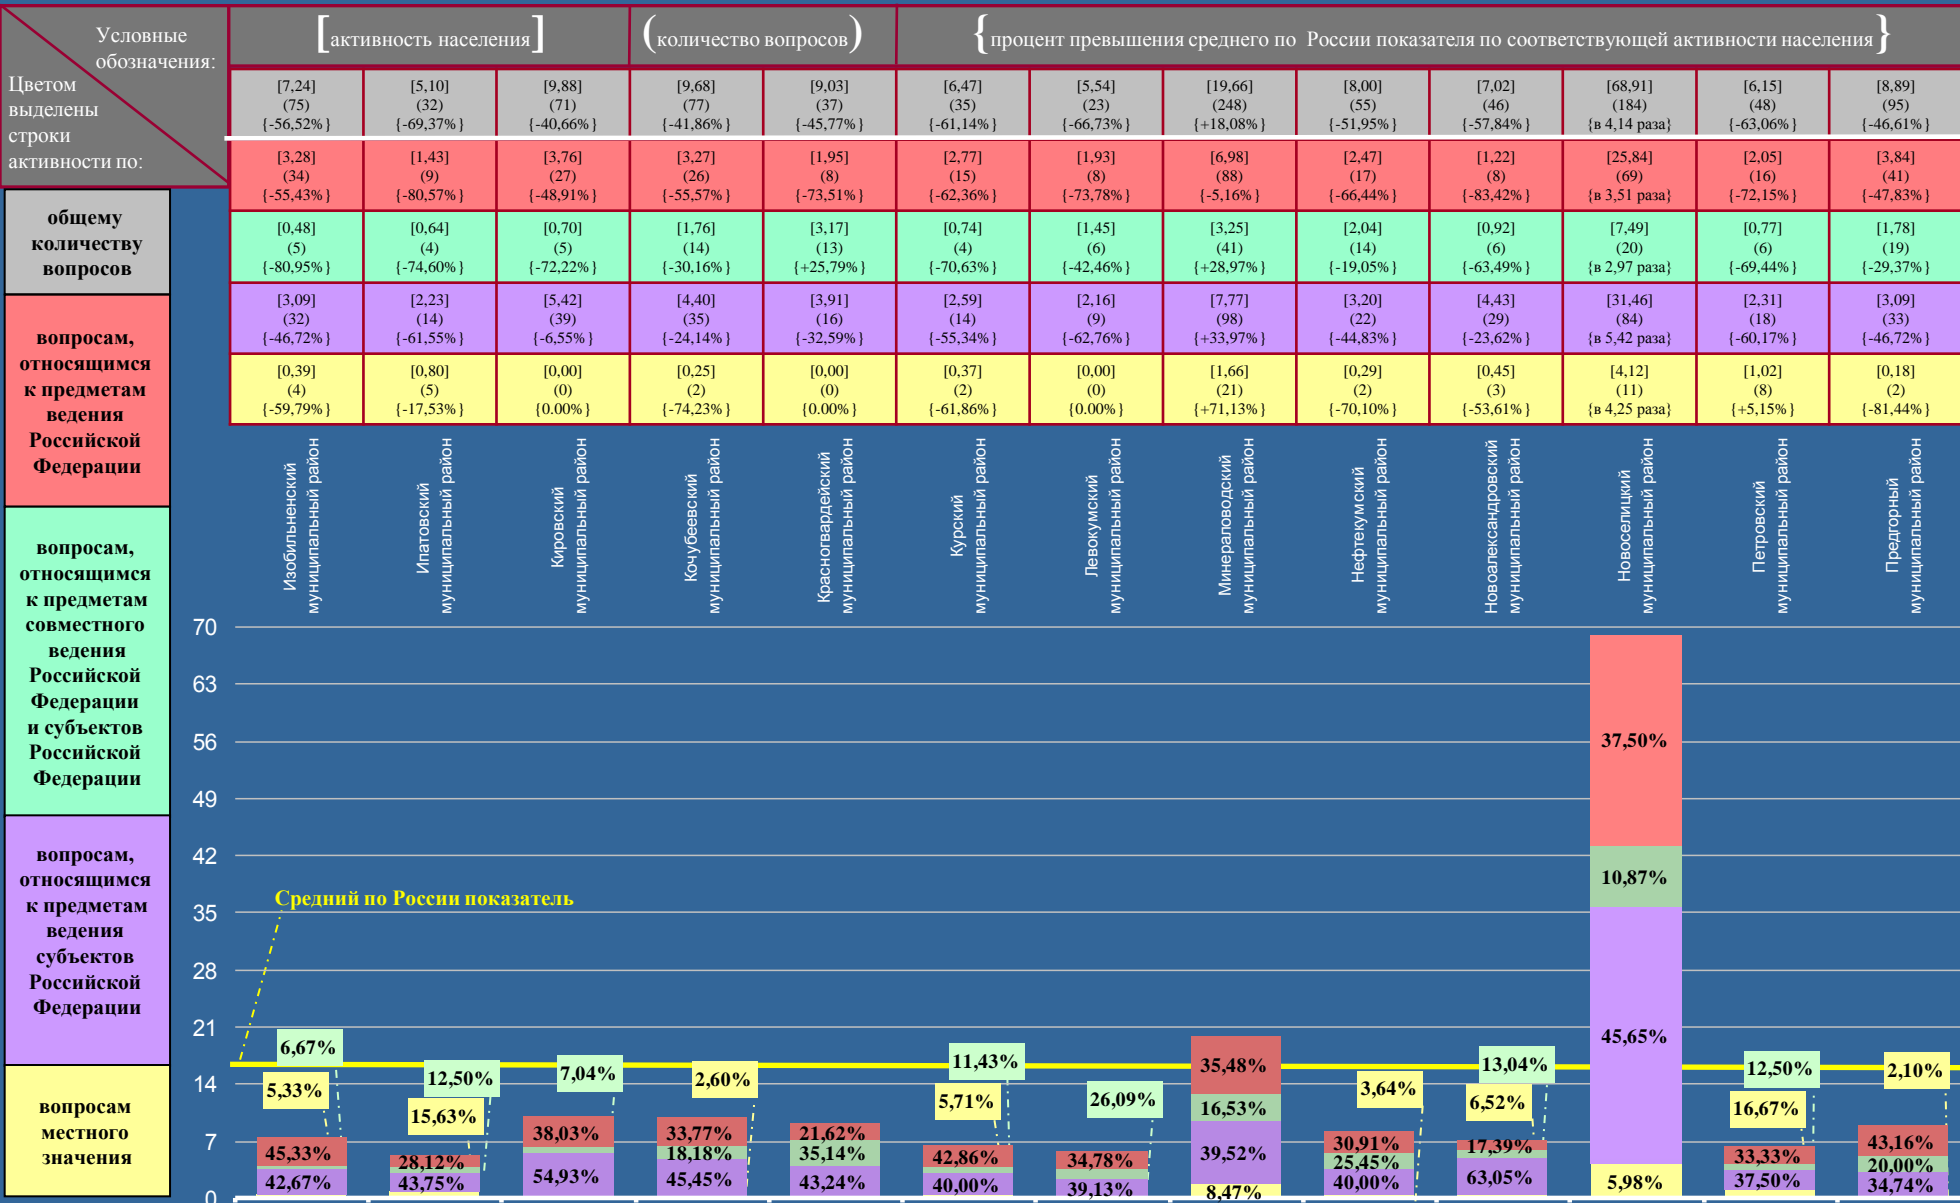 Условные
обозначения:
Цветом
выделены
строки
активности по:
[активность населения]
(количество вопросов)
{процент превышения среднего по России показателя по соответствующей активности населения}
[7,24] [5,10] [9,88] [9,68] [9,03] [6,47] [5,54] [19,66] [8,00] [7,02] [68,91] [6,15] [8,89]
(75) (32) (71) (77) (37) (35) (23) (248) (55) (46) (184) (48) (95)
{-56,52%} {-69,37%} {-40,66%} {-41,86%} {-45,77%} {-61,14%} {-66,73%} {+18,08%} {-51,95%} {-57,84%} {в 4,14 раза} {-63,06%} {-46,61%}
[3,28] [1,43] [3,76] [3,27] [1,95] [2,77] [1,93] [6,98] [2,47] [1,22] [25,84] [2,05] [3,84]
(34) (9) (27) (26) (8) (15) (8) (88) (17) (8) (69) (16) (41)
{-55,43%} {-80,57%} {-48,91%} {-55,57%} {-73,51%} {-62,36%} {-73,78%} {-5,16%} {-66,44%} {-83,42%} {в 3,51 раза} {-72,15%} {-47,83%}
[0,48] [0,64] [0,70] [1,76] [3,17] [0,74] [1,45] [3,25] [2,04] [0,92] [7,49] [0,77] [1,78]
(5) (4) (5) (14) (13) (4) (6) (41) (14) (6) (20) (6) (19)
{-80,95%} {-74,60%} {-72,22%} {-30,16%} {+25,79%} {-70,63%} {-42,46%} {+28,97%} {-19,05%} {-63,49%} {в 2,97 раза} {-69,44%} {-29,37%}
[3,09] [2,23] [5,42] [4,40] [3,91] [2,59] [2,16] [7,77] [3,20] [4,43] [31,46] [2,31] [3,09]
(32) (14) (39) (35) (16) (14) (9) (98) (22) (29) (84) (18) (33)
{-46,72%} {-61,55%} {-6,55%} {-24,14%} {-32,59%} {-55,34%} {-62,76%} {+33,97%} {-44,83%} {-23,62%} {в 5,42 раза} {-60,17%} {-46,72%}
[0,39] [0,80] [0,00] [0,25] [0,00] [0,37] [0,00] [1,66] [0,29] [0,45] [4,12] [1,02] [0,18]
(4) (5) (0) (2) (0) (2) (0) (21) (2) (3) (11) (8) (2)
{-59,79%} {-17,53%} {0.00%} {-74,23%} {0.00%} {-61,86%} {0.00%} {+71,13%} {-70,10%} {-53,61%} {в 4,25 раза} {+5,15%} {-81,44%}
общему
количеству
вопросов
вопросам,
относящимся
к предметам
ведения
Российской
Федерации
вопросам,
относящимся
к предметам
совместного
ведения
Российской
Федерации
и субъектов
Российской
Федерации
вопросам,
относящимся
к предметам
ведения
субъектов
Российской
Федерации
вопросам
местного
значения
Изобильненский
муниципальный район
Ипатовский
муниципальный район
Кировский
муниципальный район
Кочубеевский
муниципальный район
Красногвардейский
муниципальный район
Курский
муниципальный район
Левокумский
муниципальный район
Минераловодский
муниципальный район
Нефтекумский
муниципальный район
Новоалександровский
муниципальный район
Новоселицкий
муниципальный район
Петровский
муниципальный район
Предгорный
муниципальный район
70
63
56
49
42
35
28
21
14
7
0
Средний по России показатель
6,67%
5,33%
45,33%
42,67%
12,50%
15,63%
28,12%
43,75%
7,04%
38,03%
54,93%
2,60%
33,77%
18,18%
45,45%
21,62%
35,14%
43,24%
11,43%
5,71%
42,86%
40,00%
26,09%
34,78%
39,13%
35,48%
16,53%
39,52%
8,47%
3,64%
30,91%
25,45%
40,00%
13,04%
6,52%
17,39%
63,05%
37,50%
10,87%
45,65%
5,98%
12,50%
16,67%
33,33%
37,50%
2,10%
43,16%
20,00%
34,74%